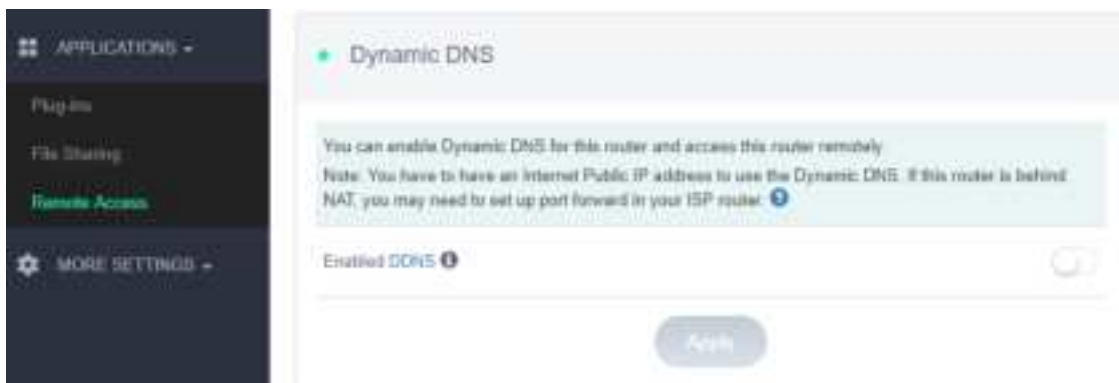 APPLICATIONS
Plug-ins
File Sharing
Remote Access
MORE SETTINGS
Dynamic DNS
You can enable Dynamic DNS for this router and access this router remotely.
Note: You have to have an Internet Public IP address to use the Dynamic DNS. If this router is behind
NAT, you may need to set up port forward in your ISP router.
Enabled DDNS
Apply